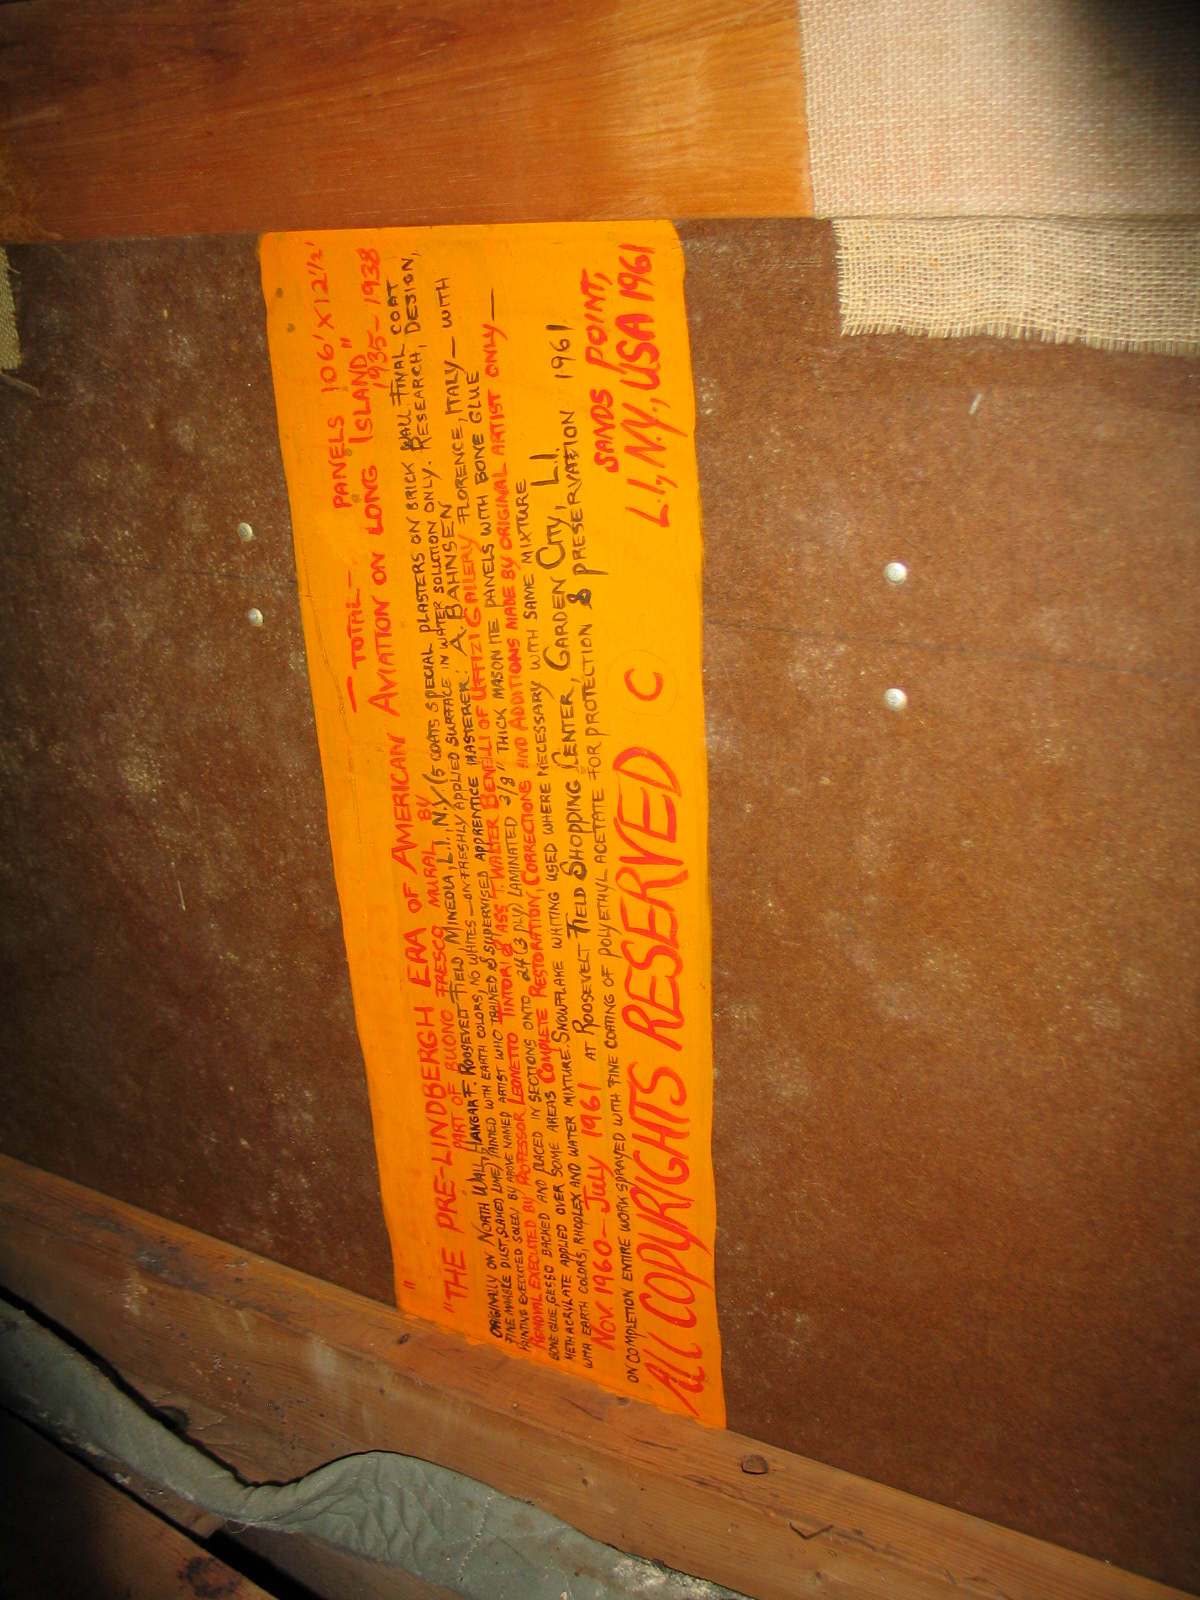 — TOTAL — PANELS 106' X 12 1/2'
"THE PRE-LINDBERGH ERA OF AMERICAN AVIATION ON LONG ISLAND"
PART OF BUONO FRESCO MURAL BY 1935–1938
ORIGINALLY ON NORTH WALL, HANGAR F. ROOSEVELT FIELD, MINEOLA, L.I., N.Y. (5 COATS SPECIAL PLASTERS ON BRICK WALL. FINAL COAT
FINE MARBLE DUST, SLAKED LIME) PAINTED WITH EARTH COLORS, NO WHITES — ON FRESHLY APPLIED SURFACE IN WATER SOLUTION ONLY. RESEARCH, DESIGN,
PAINTING EXECUTED SOLELY BY ABOVE NAMED ARTIST WHO TRAINED & SUPERVISED APPRENTICE PLASTERER: A. BAHNSEN
REMOVAL EXECUTED BY PROFESSOR LEONETTO TINTORI & ASS'T. WALTER BENELLI OF UFFIZI GALLERY FLORENCE, ITALY — WITH
BONE GLUE, GESSO BACKED AND PLACED IN SECTIONS ONTO 24 (3 PLY) LAMINATED 3/8" THICK MASONITE PANELS WITH BONE GLUE
METHACRYLATE APPLIED OVER SOME AREAS COMPLETE RESTORATION, CORRECTIONS AND ADDITIONS MADE BY ORIGINAL ARTIST ONLY —
WITH EARTH COLORS, RHOPLEX AND WATER MIXTURE. SNOWFLAKE WHITING USED WHERE NECESSARY WITH SAME MIXTURE
NOV. 1960 – JULY 1961 AT ROOSEVELT FIELD SHOPPING CENTER, GARDEN CITY, L.I.
ON COMPLETION ENTIRE WORK SPRAYED WITH FINE COATING OF POLYETHYL ACETATE FOR PROTECTION & PRESERVATION 1961
ALL COPYRIGHTS RESERVED C
SANDS POINT,
L.I., N.Y., USA 1961